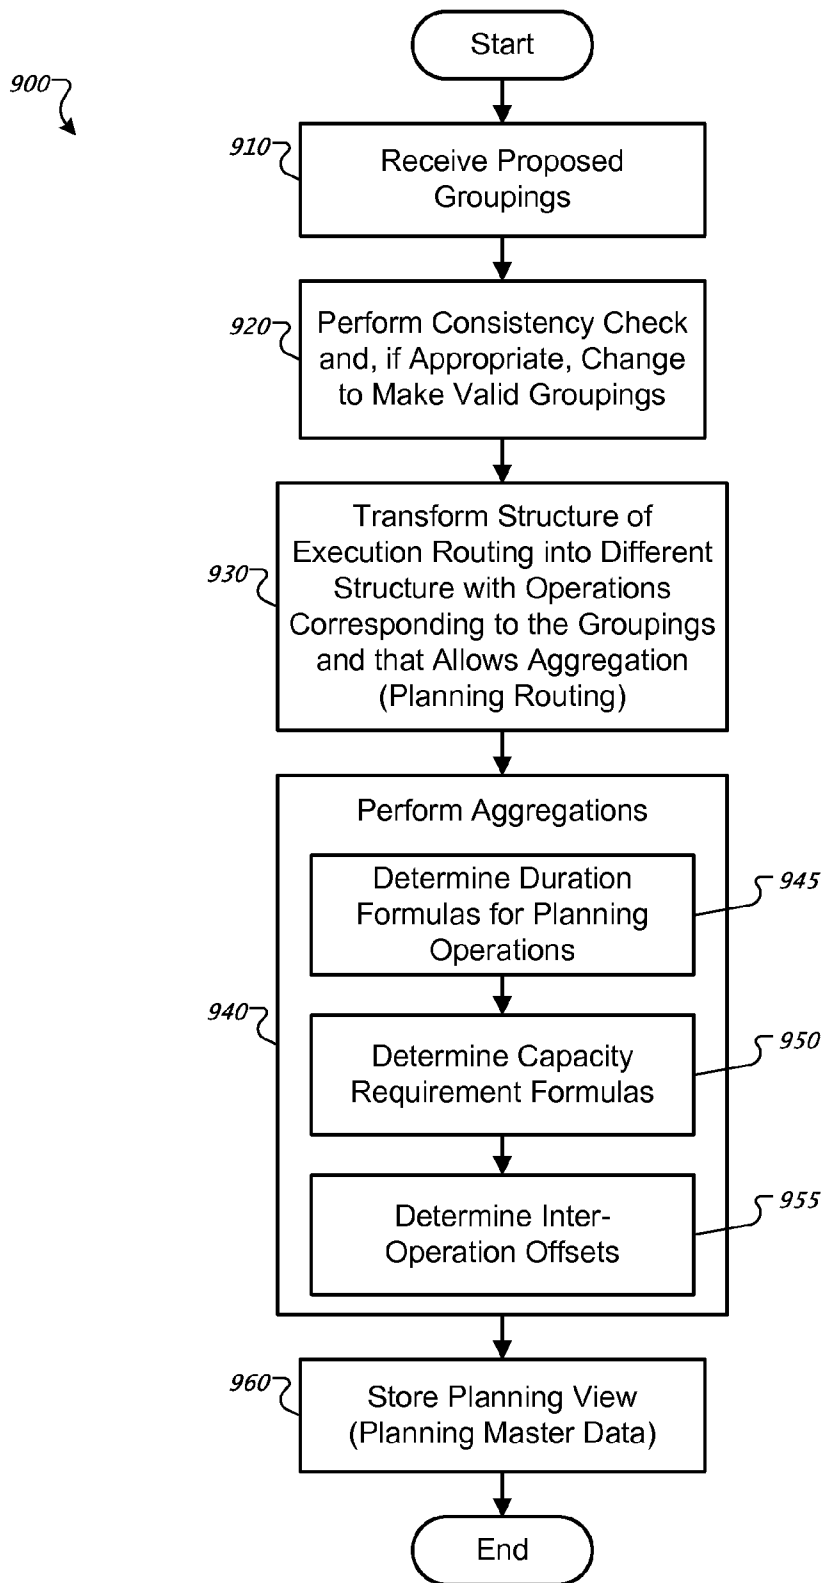 Start
900
910
Receive Proposed
Groupings
920
Perform Consistency Check
and, if Appropriate, Change
to Make Valid Groupings
930
Transform Structure of
Execution Routing into Different
Structure with Operations
Corresponding to the Groupings
and that Allows Aggregation
(Planning Routing)
940
Perform Aggregations
Determine Duration
Formulas for Planning
Operations
945
Determine Capacity
Requirement Formulas
950
Determine Inter-
Operation Offsets
955
960
Store Planning View
(Planning Master Data)
End